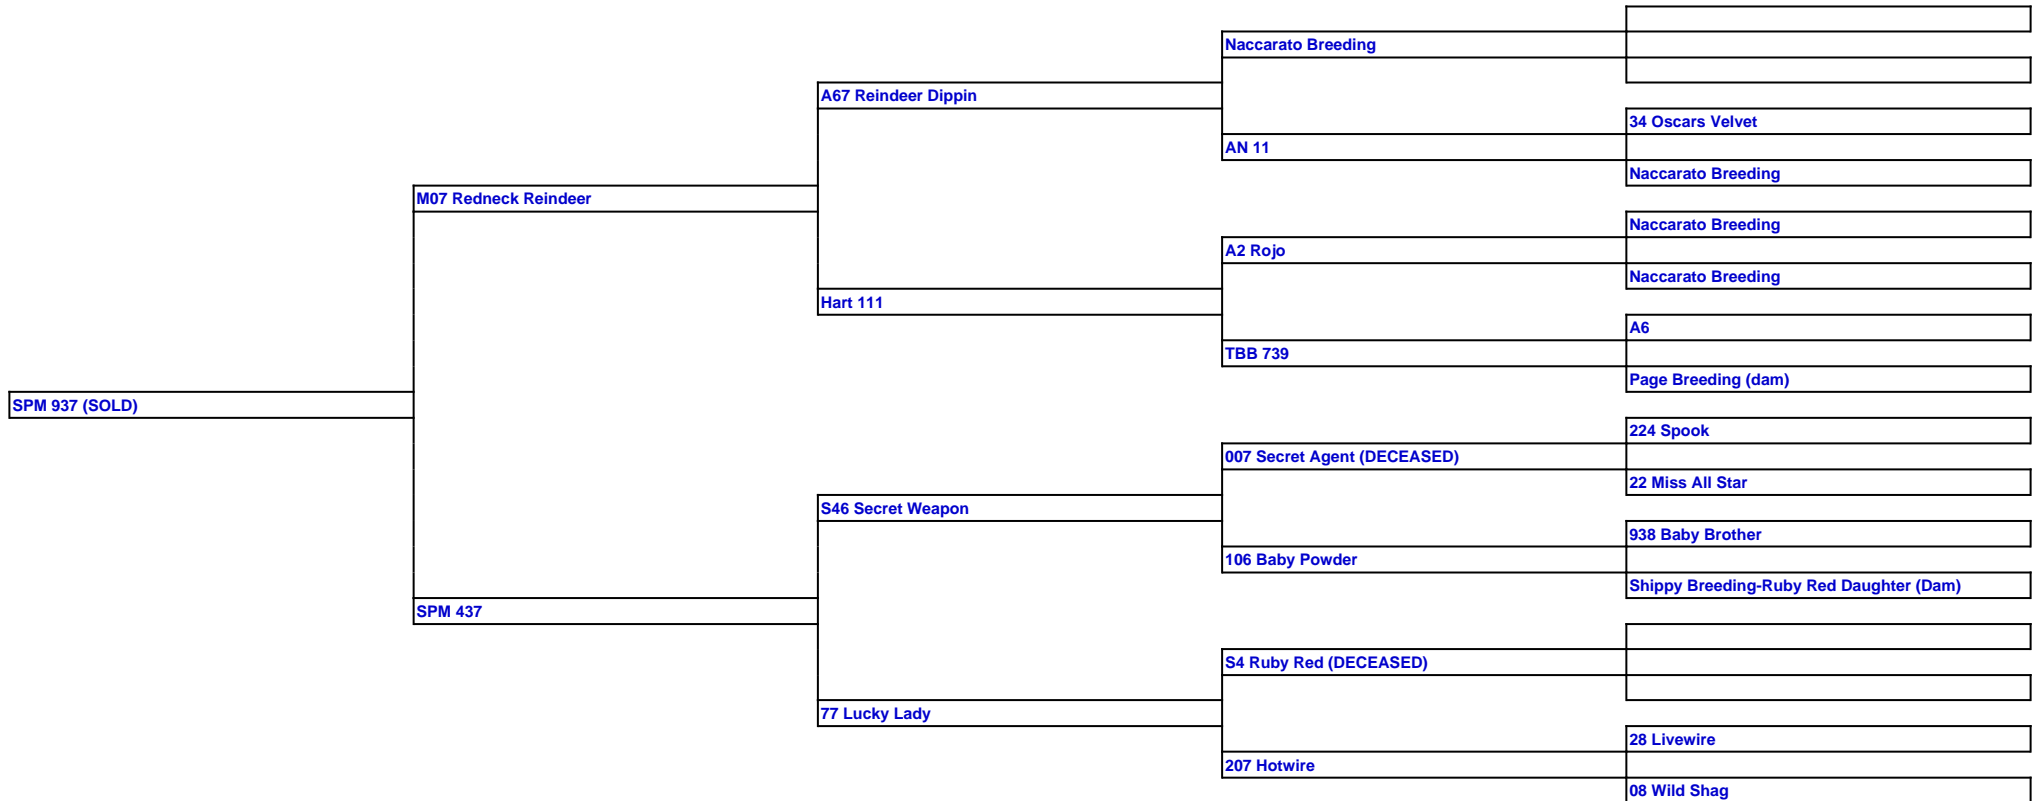 Naccarato Breeding
A67 Reindeer Dippin
34 Oscars Velvet
AN 11
Naccarato Breeding
M07 Redneck Reindeer
Naccarato Breeding
A2 Rojo
Naccarato Breeding
Hart 111
A6
TBB 739
Page Breeding (dam)
SPM 937 (SOLD)
224 Spook
007 Secret Agent (DECEASED)
22 Miss All Star
S46 Secret Weapon
938 Baby Brother
106 Baby Powder
Shippy Breeding-Ruby Red Daughter (Dam)
SPM 437
S4 Ruby Red (DECEASED)
77 Lucky Lady
28 Livewire
207 Hotwire
08 Wild Shag